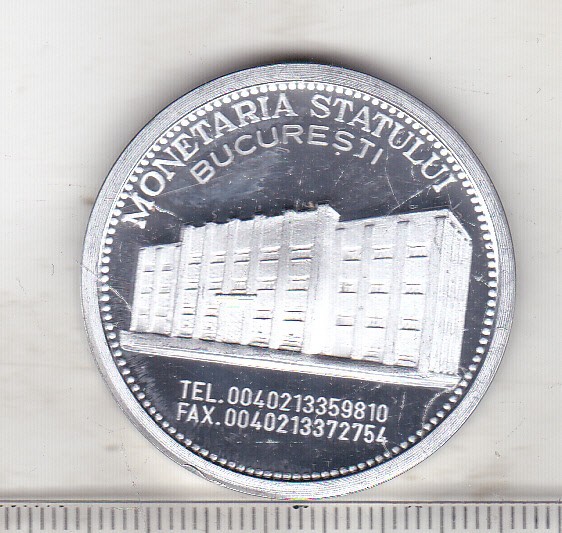 MONETARIA STATULUI
BUCUREȘTI
TEL.0040213359810
FAX.0040213372754